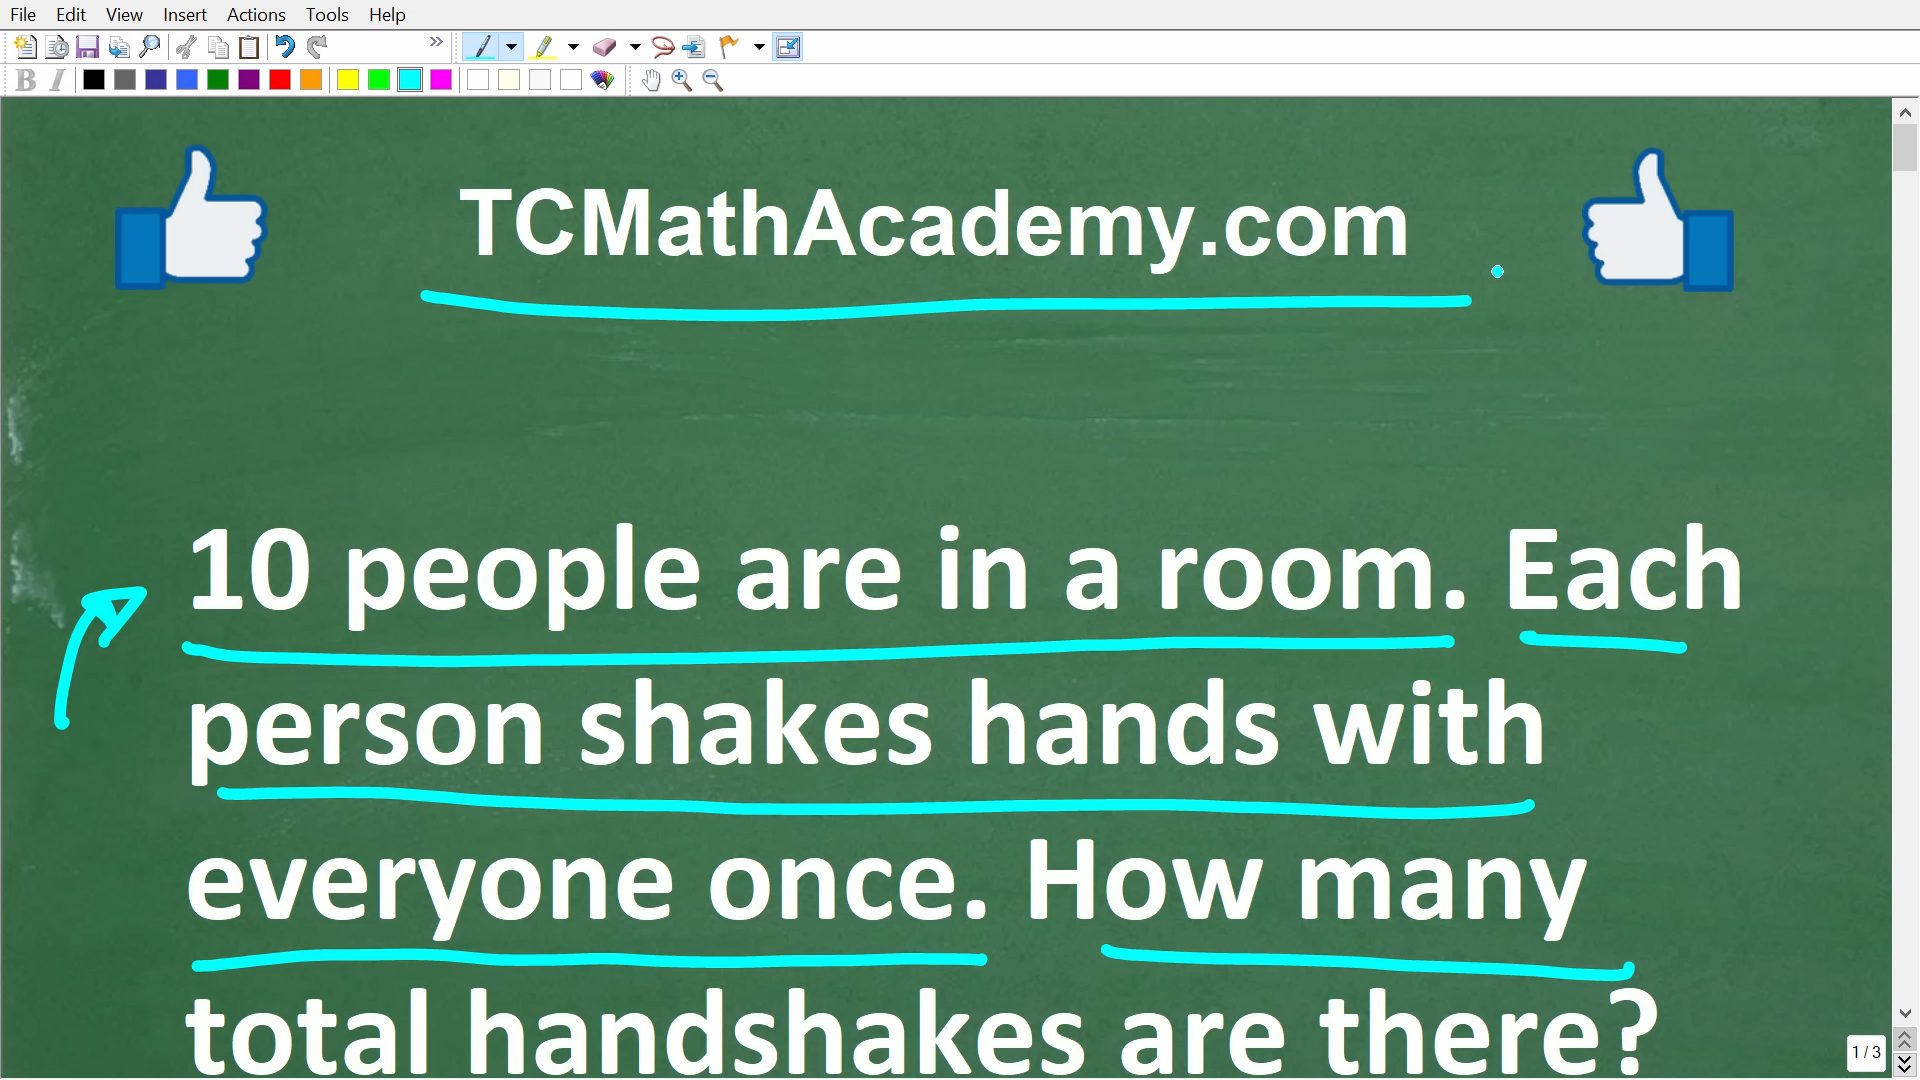 File Edit View Insert Actions Tools Help
B I
TCMathAcademy.com
10 people are in a room. Each
person shakes hands with
everyone once. How many
total handshakes are there?
1 / 3